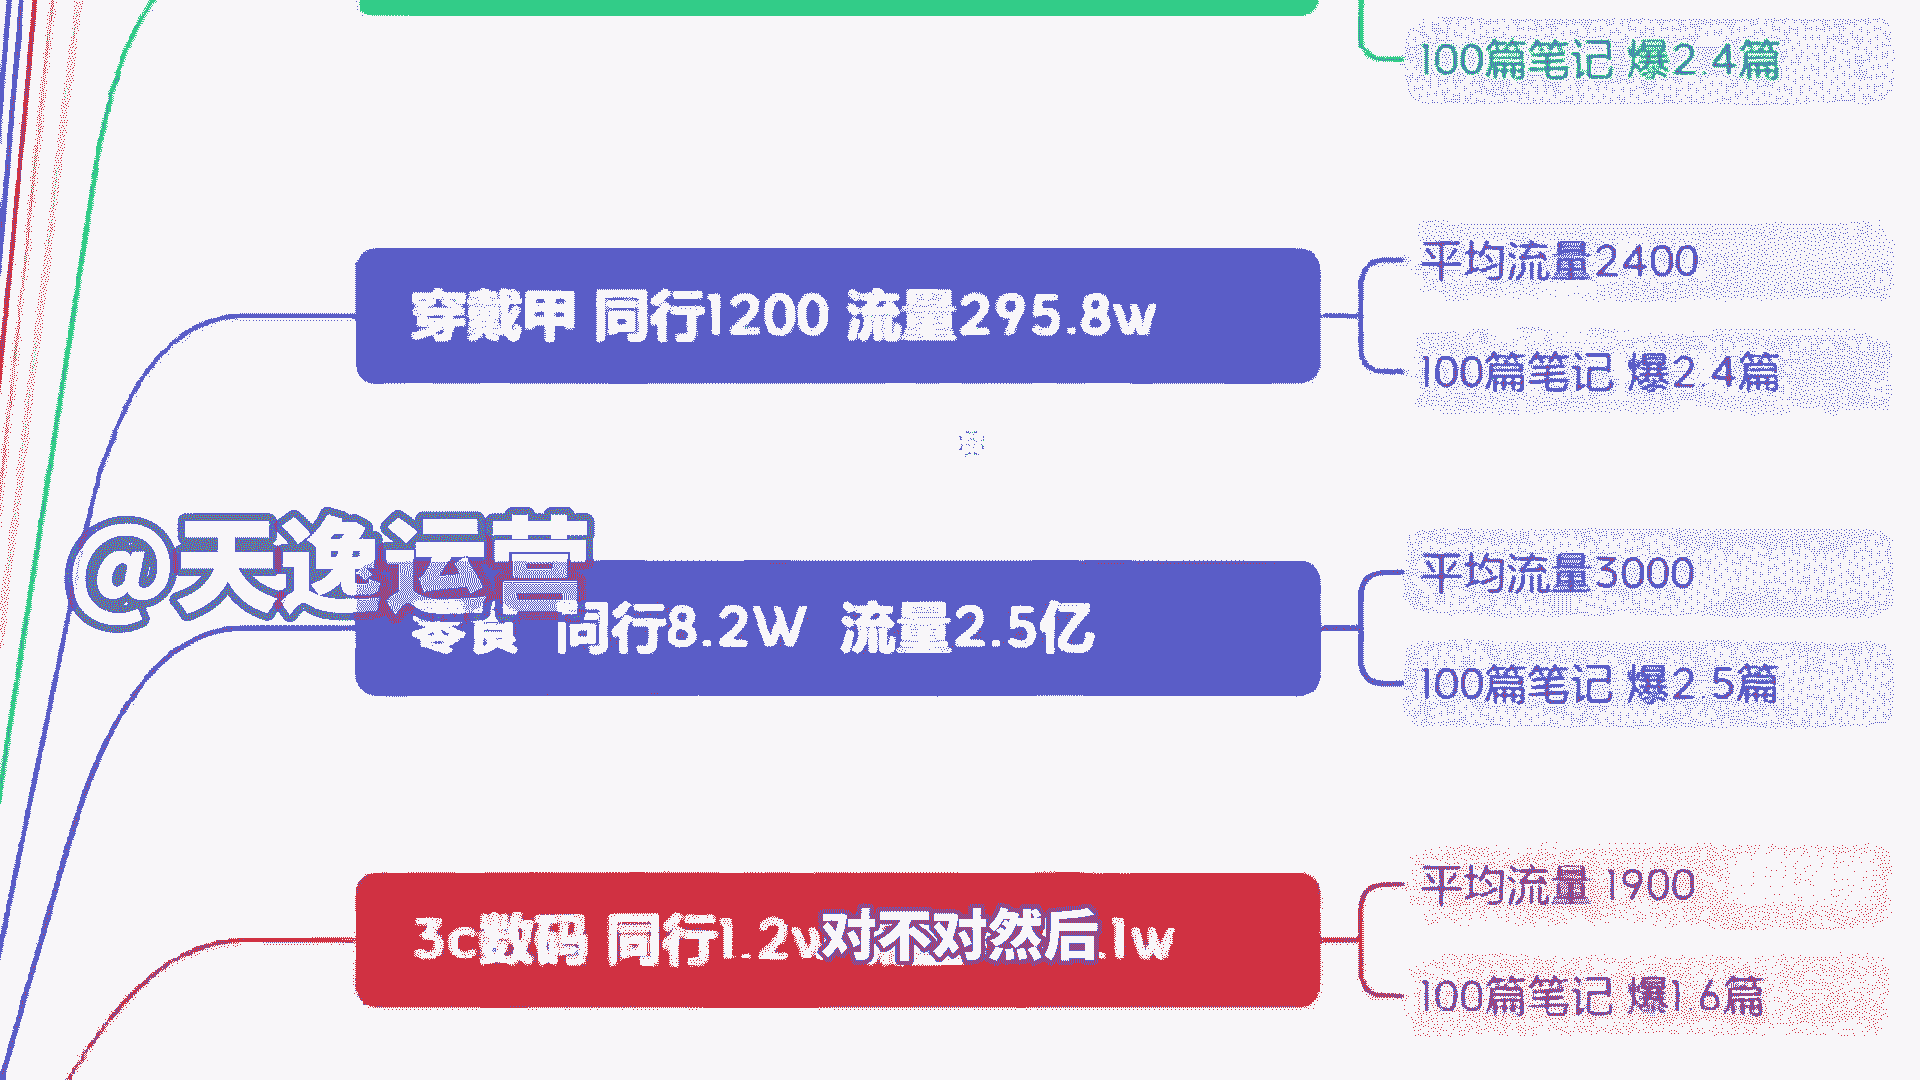 100篇笔记 爆2.4篇
穿戴甲 同行1200 流量295.8w
平均流量2400
100篇笔记 爆2.4篇
@天逸运营
零食 同行8.2W 流量2.5亿
平均流量3000
100篇笔记 爆2.5篇
3c数码 同行1.2
对不对然后
.1w
平均流量 1900
100篇笔记 爆1.6篇